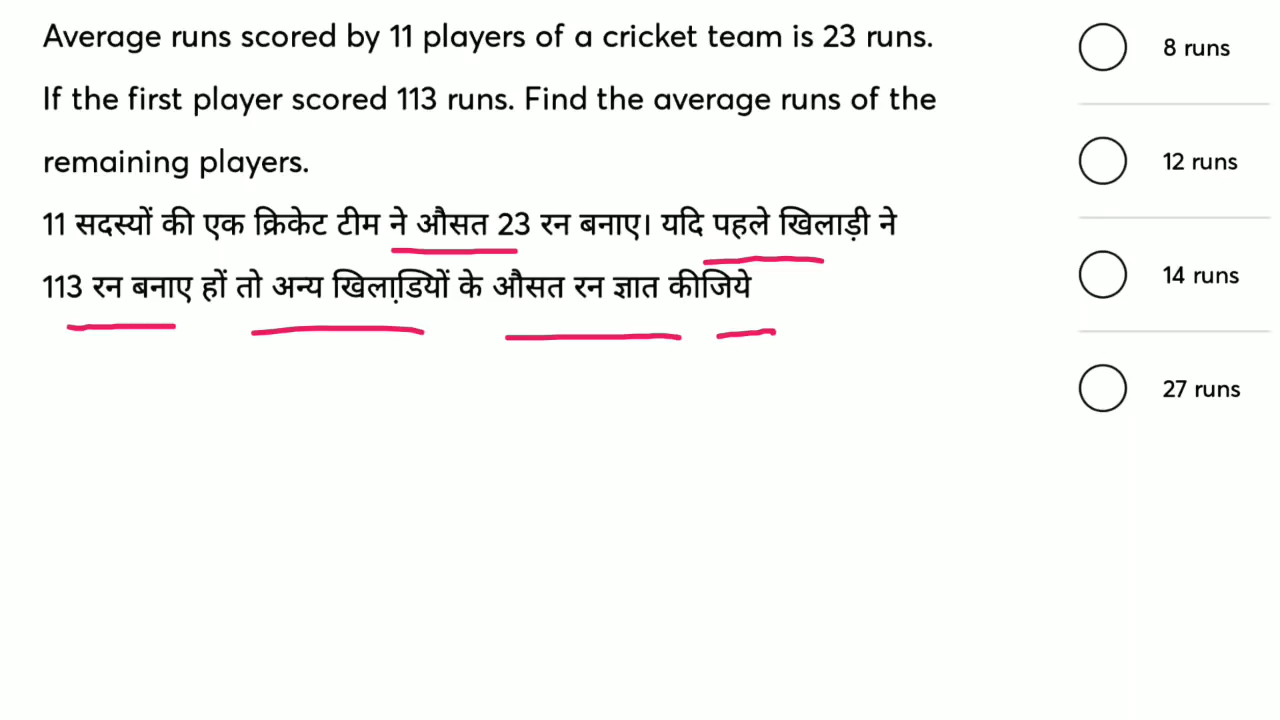 Average runs scored by 11 players of a cricket team is 23 runs.
If the first player scored 113 runs. Find the average runs of the
remaining players.
11 सदस्यों की एक क्रिकेट टीम ने औसत 23 रन बनाए। यदि पहले खिलाड़ी ने
113 रन बनाए हों तो अन्य खिलाड़ियों के औसत रन ज्ञात कीजिये
8 runs
12 runs
14 runs
27 runs